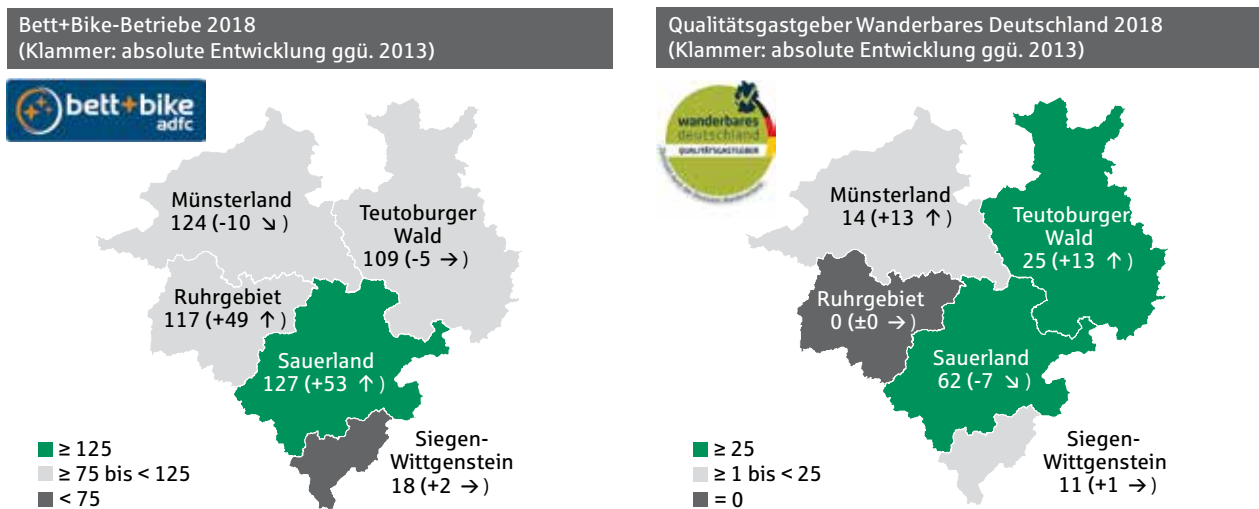 Bett+Bike-Betriebe 2018
(Klammer: absolute Entwicklung ggü. 2013)
bett+bike
adfc
Münsterland
124 (-10 ↘)
Teutoburger
Wald
109 (-5 →)
Ruhrgebiet
117 (+49 ↑)
Sauerland
127 (+53 ↑)
Siegen-
Wittgenstein
18 (+2 →)
≥ 125
≥ 75 bis < 125
< 75
Qualitätsgastgeber Wanderbares Deutschland 2018
(Klammer: absolute Entwicklung ggü. 2013)
wanderbares
deutschland
QUALITÄTSGASTGEBER
Münsterland
14 (+13 ↑)
Teutoburger
Wald
25 (+13 ↑)
Ruhrgebiet
0 (±0 →)
Sauerland
62 (-7 ↘)
Siegen-
Wittgenstein
11 (+1 →)
≥ 25
≥ 1 bis < 25
= 0